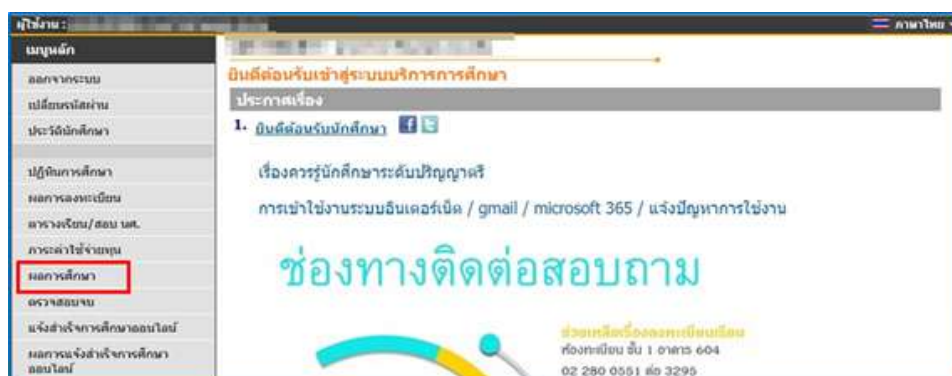 ผู้ใช้งาน :
ภาษาไทย
เมนูหลัก
ออกจากระบบ
เปลี่ยนรหัสผ่าน
ประวัตินักศึกษา
ปฏิทินการศึกษา
ผลการลงทะเบียน
ตารางเรียน/สอบ นศ.
ภาระค่าใช้จ่ายทุน
ผลการศึกษา
ตรวจสอบจบ
แจ้งสำเร็จการศึกษาออนไลน์
ผลการแจ้งสำเร็จการศึกษา
ออนไลน์
ยินดีต้อนรับเข้าสู่ระบบบริการการศึกษา
ประกาศเรื่อง
1. ยินดีต้อนรับนักศึกษา
เรื่องควรรู้นักศึกษาระดับปริญญาตรี
การเข้าใช้งานระบบอินเตอร์เน็ต / gmail / microsoft 365 / แจ้งปัญหาการใช้งาน
ช่องทางติดต่อสอบถาม
ช่วยเหลือเรื่องลงทะเบียนเรียน
ห้องทะเบียน ชั้น 1 อาคาร 604
02 280 0551 ต่อ 3295